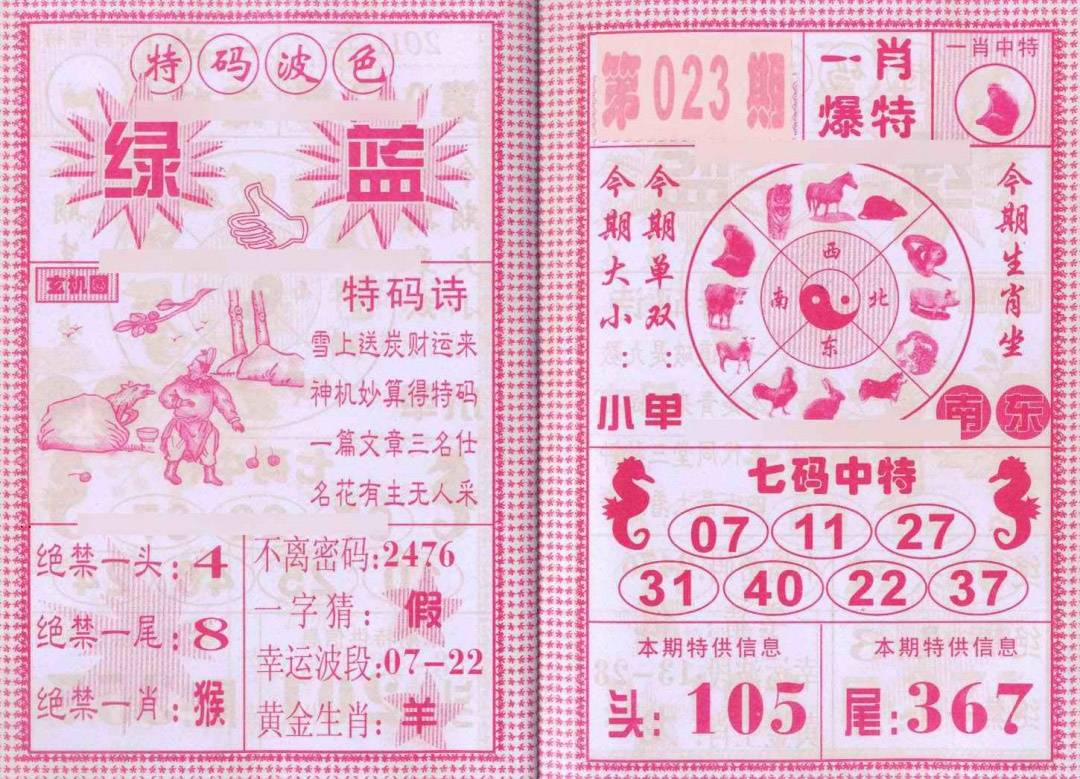 特码波色
绿 蓝
玄机图
特码诗
雪上送炭财运来
神机妙算得特码
一篇文章三名仕
名花有主无人采
绝禁一头:4
绝禁一尾:8
绝禁一肖:猴
不离密码:2476
一字猜:假
幸运波段:07-22
黄金生肖:羊
第023期
一肖
爆特
一肖中特
今期大小:小
今期单双:单
西
南
北
东
今期生肖坐
南东
七码中特
07 11 27
31 40 22 37
本期特供信息
头:105
本期特供信息
尾:367